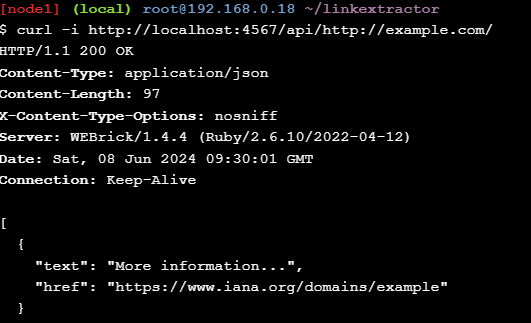 [node1] (local) root@192.168.0.18 ~/linkextractor
$ curl -i http://localhost:4567/api/http://example.com/
HTTP/1.1 200 OK
Content-Type: application/json
Content-Length: 97
X-Content-Type-Options: nosniff
Server: WEBrick/1.4.4 (Ruby/2.6.10/2022-04-12)
Date: Sat, 08 Jun 2024 09:30:01 GMT
Connection: Keep-Alive

[
  {
    "text": "More information...",
    "href": "https://www.iana.org/domains/example"
  }